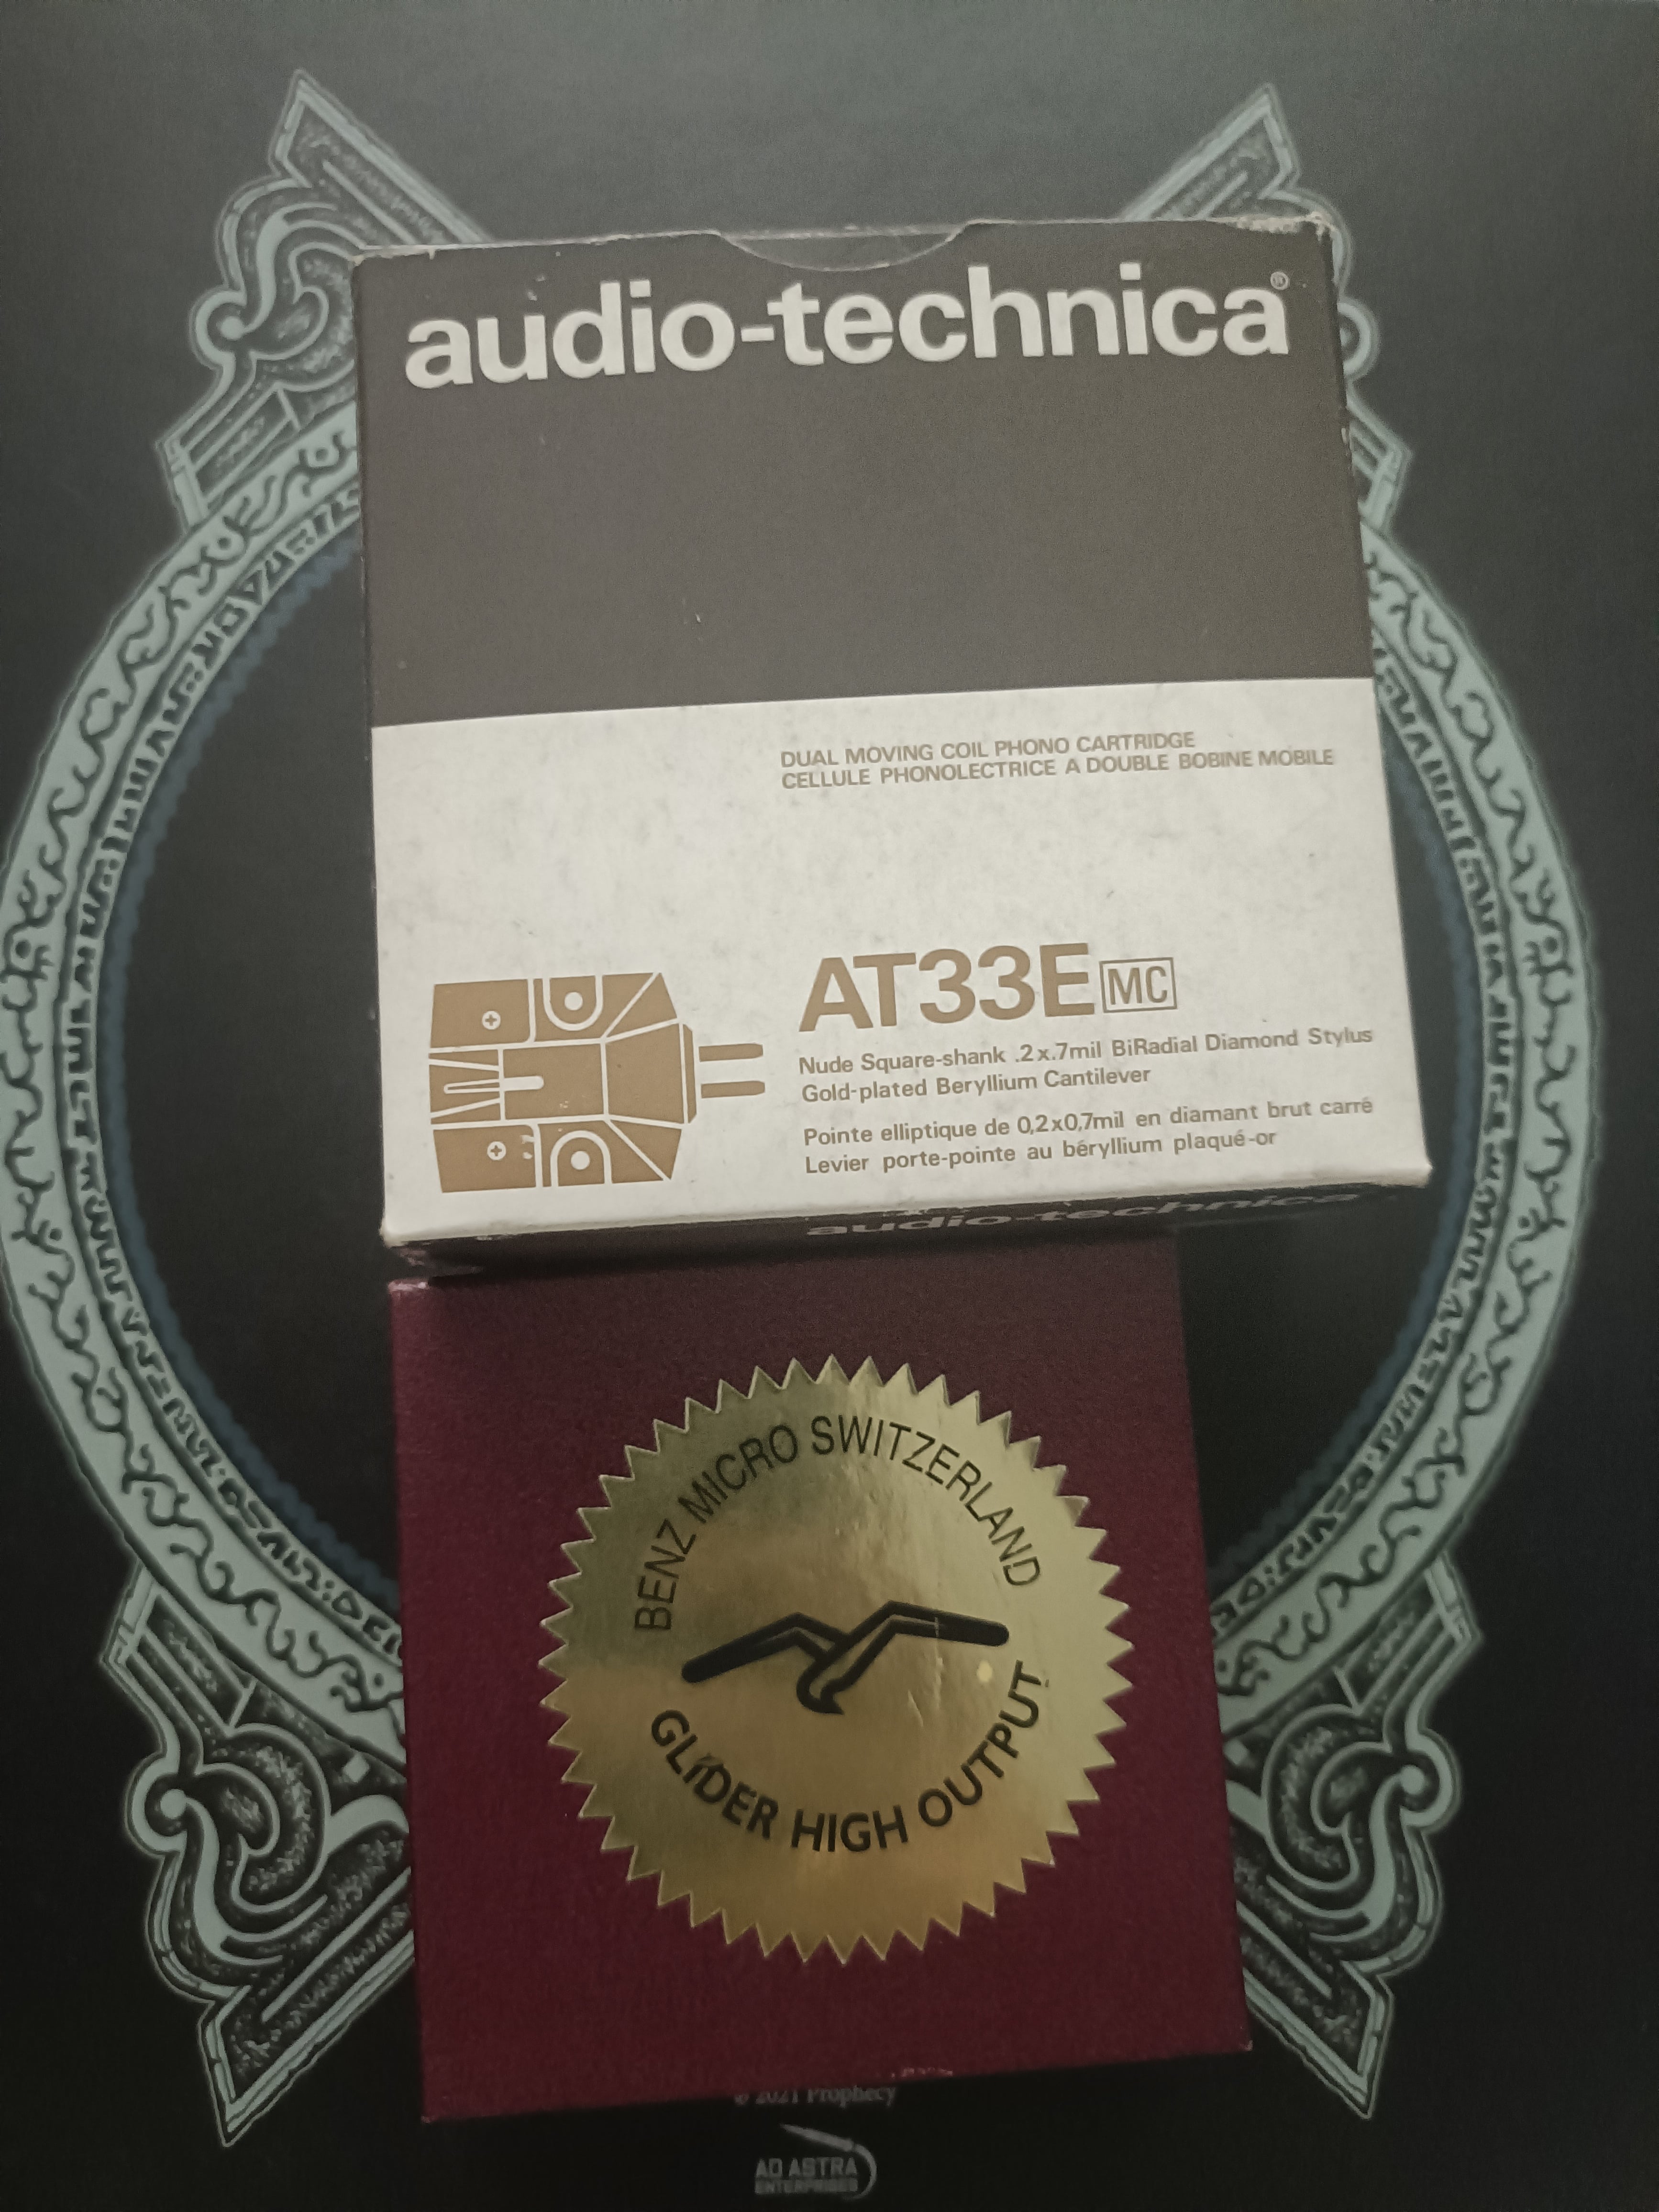 audio-technica®
DUAL MOVING COIL PHONO CARTRIDGE
CELLULE PHONOLECTRICE A DOUBLE BOBINE MOBILE
AT33E MC
Nude Square-shank .2x.7mil BiRadial Diamond Stylus
Gold-plated Beryllium Cantilever
Pointe elliptique de 0,2x0,7mil en diamant brut carré
Levier porte-pointe au béryllium plaqué-or
audio-technica
BENZ MICRO SWITZERLAND
GLIDER HIGH OUTPUT
© 2021 Prophecy
AD ASTRA
ENTERPRISES